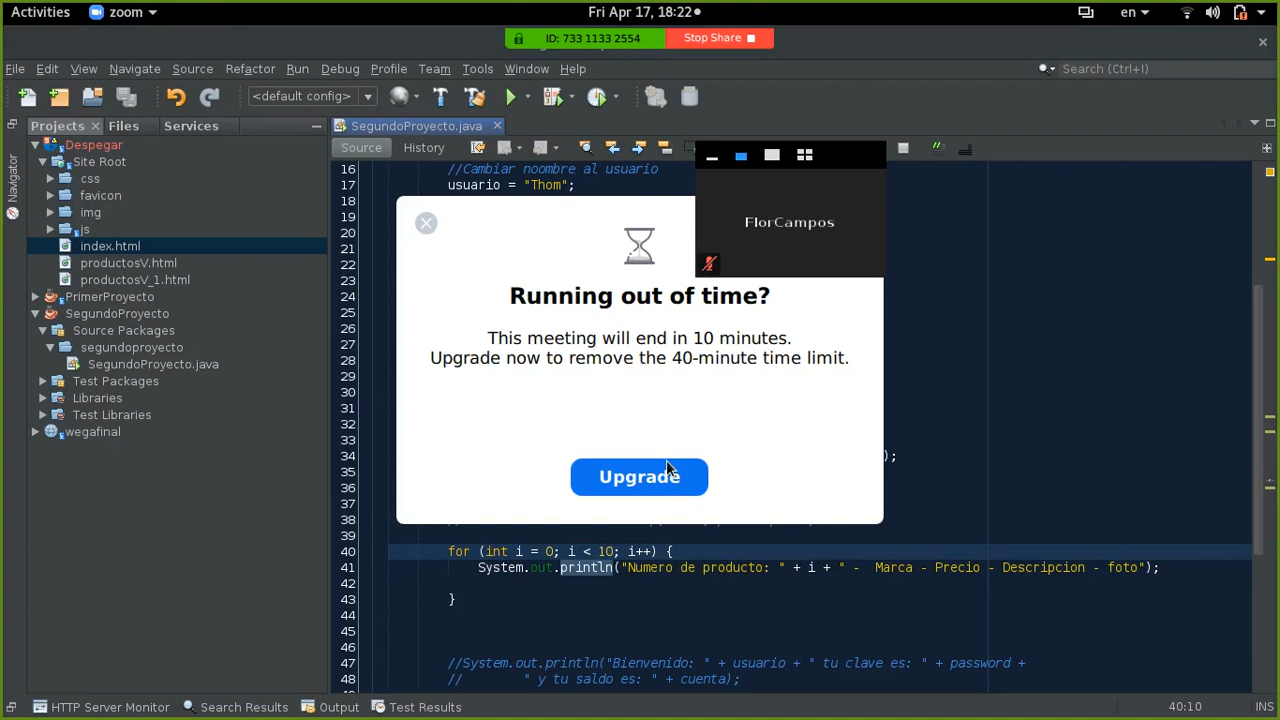 Activities zoom Fri Apr 17, 18:22 en
ID: 733 1133 2554 Stop Share
File Edit View Navigate Source Refactor Run Debug Profile Team Tools Window Help Search (Ctrl+I)
<default config>
Projects Files Services
SegundoProyecto.java
Source History
Navigator
Despegar
Site Root
css
favicon
img
js
index.html
productosV.html
productosV_1.html
PrimerProyecto
SegundoProyecto
Source Packages
segundoproyecto
SegundoProyecto.java
Test Packages
Libraries
Test Libraries
wegafinal
16 //Cambiar noombre al usuario
17 usuario = "Thom";
18
19
20
21
22
23
24
25
26
27
28
29
30
31
32
33
34 );
35
36
37
38
39
40 for (int i = 0; i < 10; i++) {
41 System.out.println("Numero de producto: " + i + " - Marca - Precio - Descripcion - foto");
42
43 }
44
45
46
47 //System.out.println("Bienvenido: " + usuario + " tu clave es: " + password +
48 // " y tu saldo es: " + cuenta);
FlorCampos
Running out of time?
This meeting will end in 10 minutes.
Upgrade now to remove the 40-minute time limit.
Upgrade
HTTP Server Monitor Search Results Output Test Results 40:10 INS